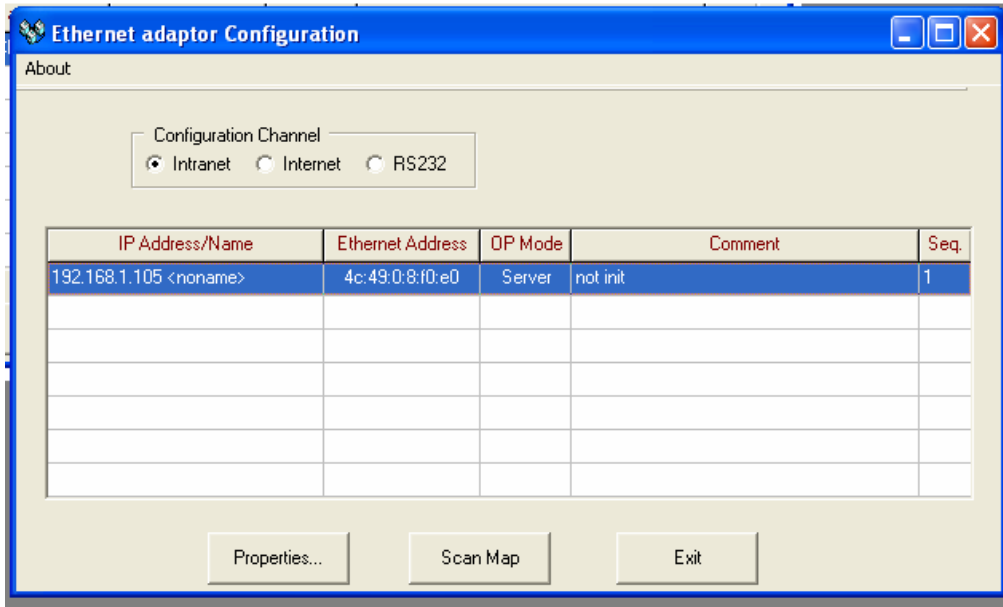 Ethernet adaptor Configuration
About
Configuration Channel
Intranet Internet RS232
IP Address/Name Ethernet Address OP Mode Comment Seq.
192.168.1.105 <noname> 4c:49:0:8:f0:e0 Server not init 1
Properties... Scan Map Exit